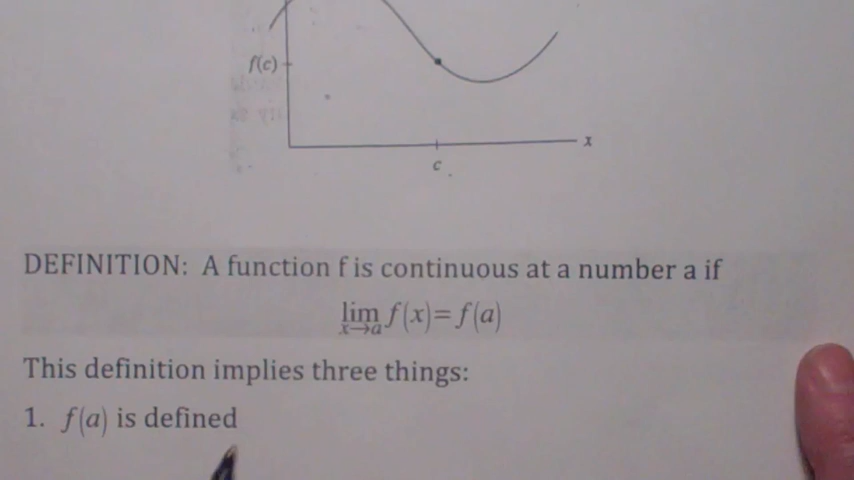 f(c)
x
c
DEFINITION: A function f is continuous at a number a if
lim f(x)=f(a)
x→a
This definition implies three things:
1. f(a) is defined